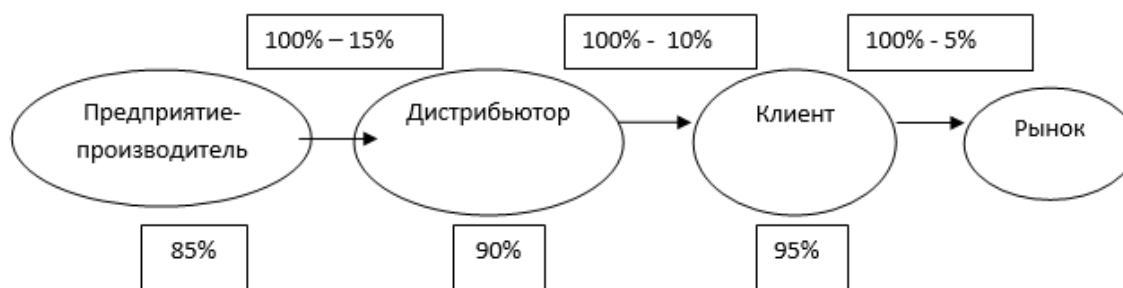 100% – 15%
100% - 10%
100% - 5%
Предприятие-
производитель
Дистрибьютор
Клиент
Рынок
85%
90%
95%